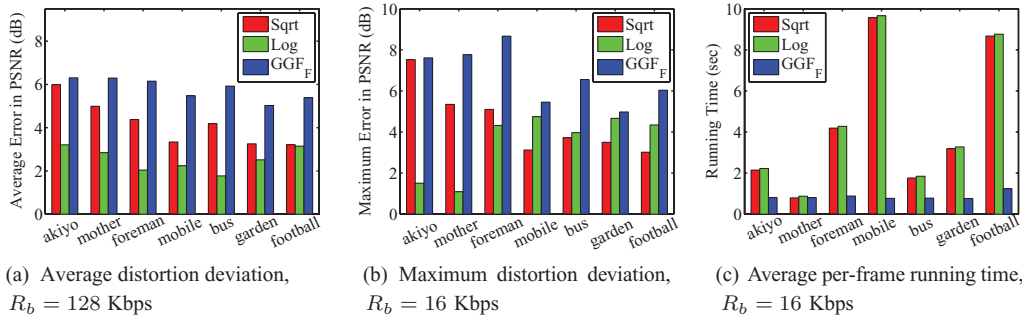 Average Error in PSNR (dB)
8
6
4
2
0
Sqrt
Log
GGF_F
akiyo
mother
foreman
mobile
bus
garden
football
(a) Average distortion deviation,
R_b = 128 Kbps
Maximum Error in PSNR (dB)
10
8
6
4
2
0
Sqrt
Log
GGF_F
akiyo
mother
foreman
mobile
bus
garden
football
(b) Maximum distortion deviation,
R_b = 16 Kbps
Running Time (sec)
10
8
6
4
2
0
Sqrt
Log
GGF_F
akiyo
mother
foreman
mobile
bus
garden
football
(c) Average per-frame running time,
R_b = 16 Kbps